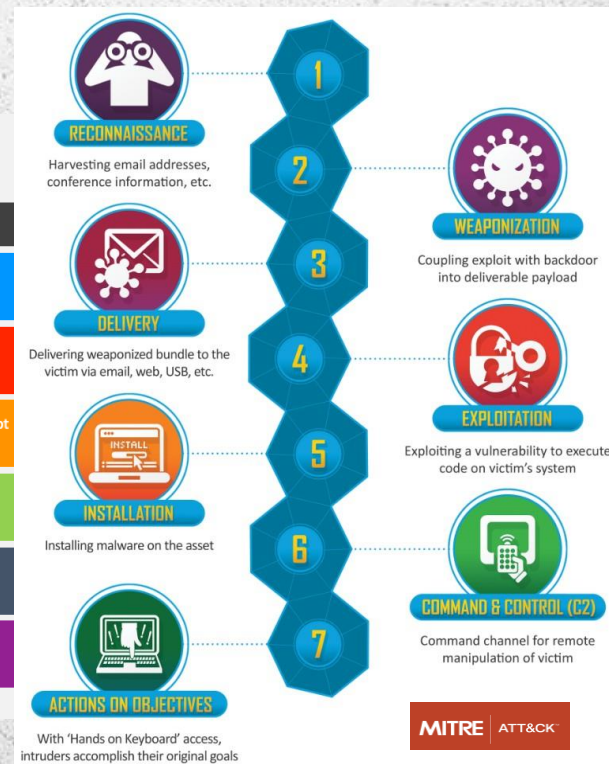 1
RECONNAISSANCE
Harvesting email addresses,
conference information, etc.
2
WEAPONIZATION
Coupling exploit with backdoor
into deliverable payload
3
DELIVERY
Delivering weaponized bundle to the
victim via email, web, USB, etc.
4
EXPLOITATION
Exploiting a vulnerability to execute
code on victim's system
5
INSTALL
INSTALLATION
Installing malware on the asset
6
COMMAND & CONTROL (C2)
Command channel for remote
manipulation of victim
7
ACTIONS ON OBJECTIVES
With 'Hands on Keyboard' access,
intruders accomplish their original goals
MITRE | ATT&CK™